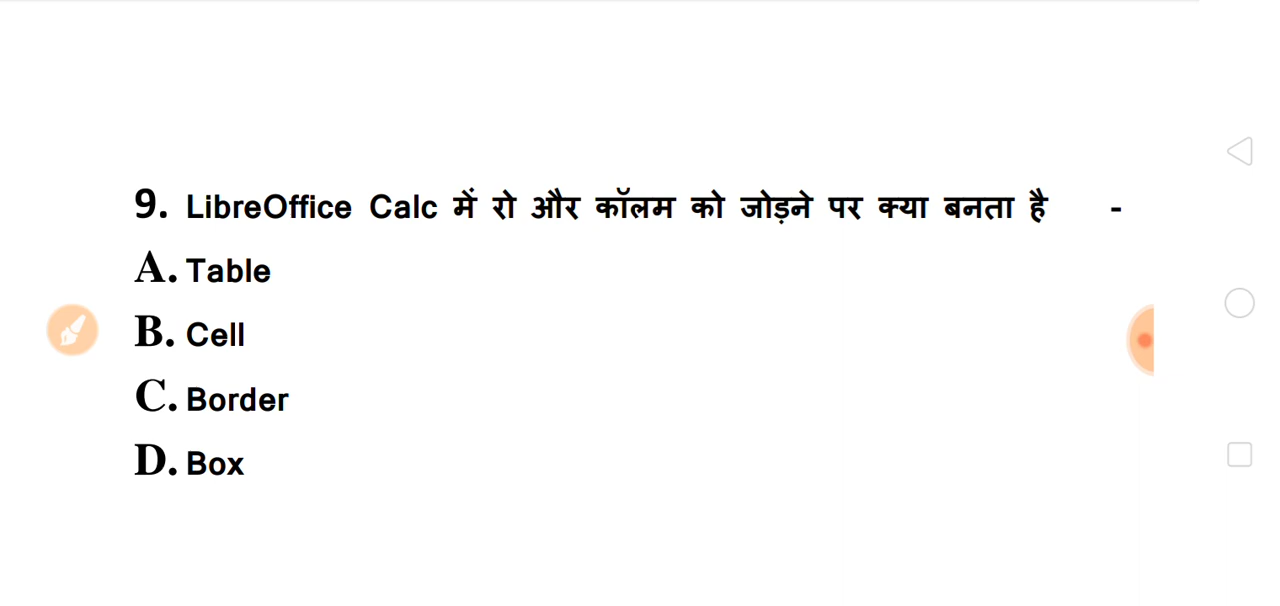 9. LibreOffice Calc में रो और कॉलम को जोड़ने पर क्या बनता है -
A. Table
B. Cell
C. Border
D. Box